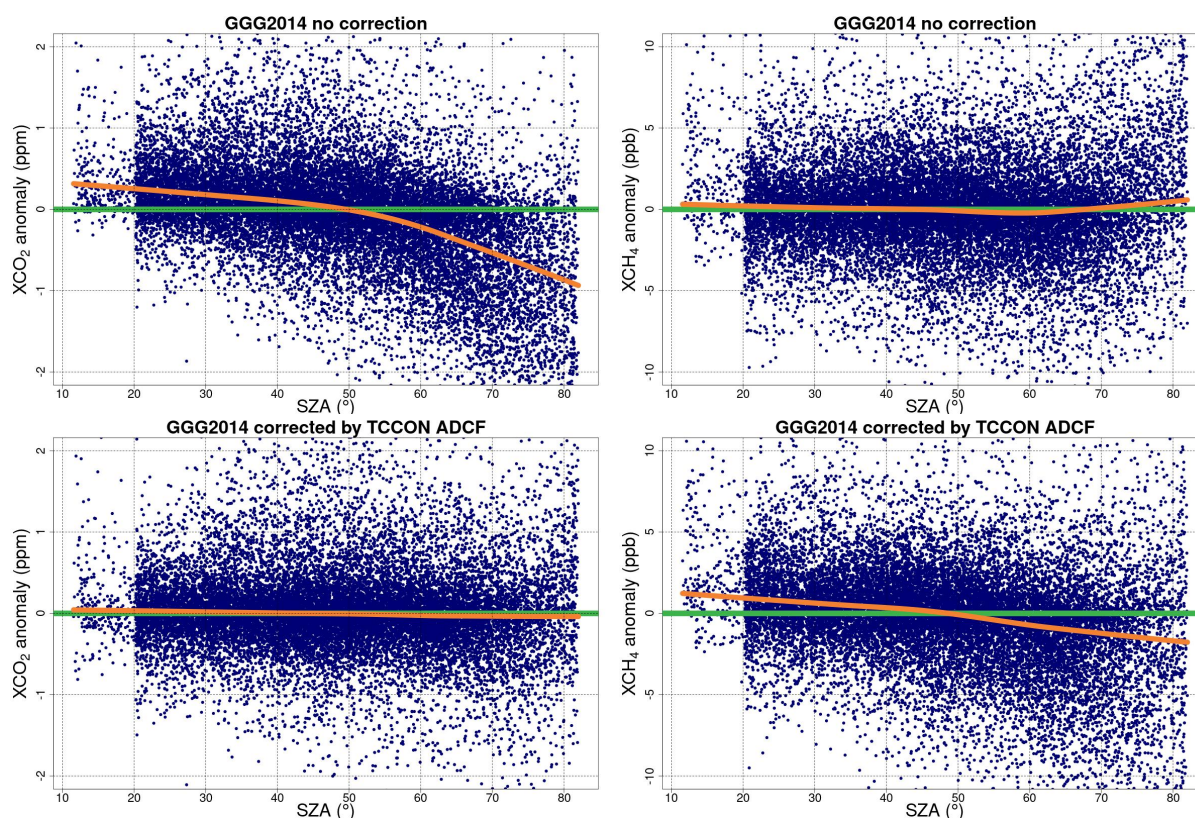 GGG2014 no correction
XCO₂ anomaly (ppm)
2
1
0
-1
-2
10 20 30 40 50 60 70 80
SZA (°)
GGG2014 no correction
XCH₄ anomaly (ppb)
10
5
0
-5
-10
10 20 30 40 50 60 70 80
SZA (°)
GGG2014 corrected by TCCON ADCF
XCO₂ anomaly (ppm)
2
1
0
-1
-2
10 20 30 40 50 60 70 80
SZA (°)
GGG2014 corrected by TCCON ADCF
XCH₄ anomaly (ppb)
10
5
0
-5
-10
10 20 30 40 50 60 70 80
SZA (°)